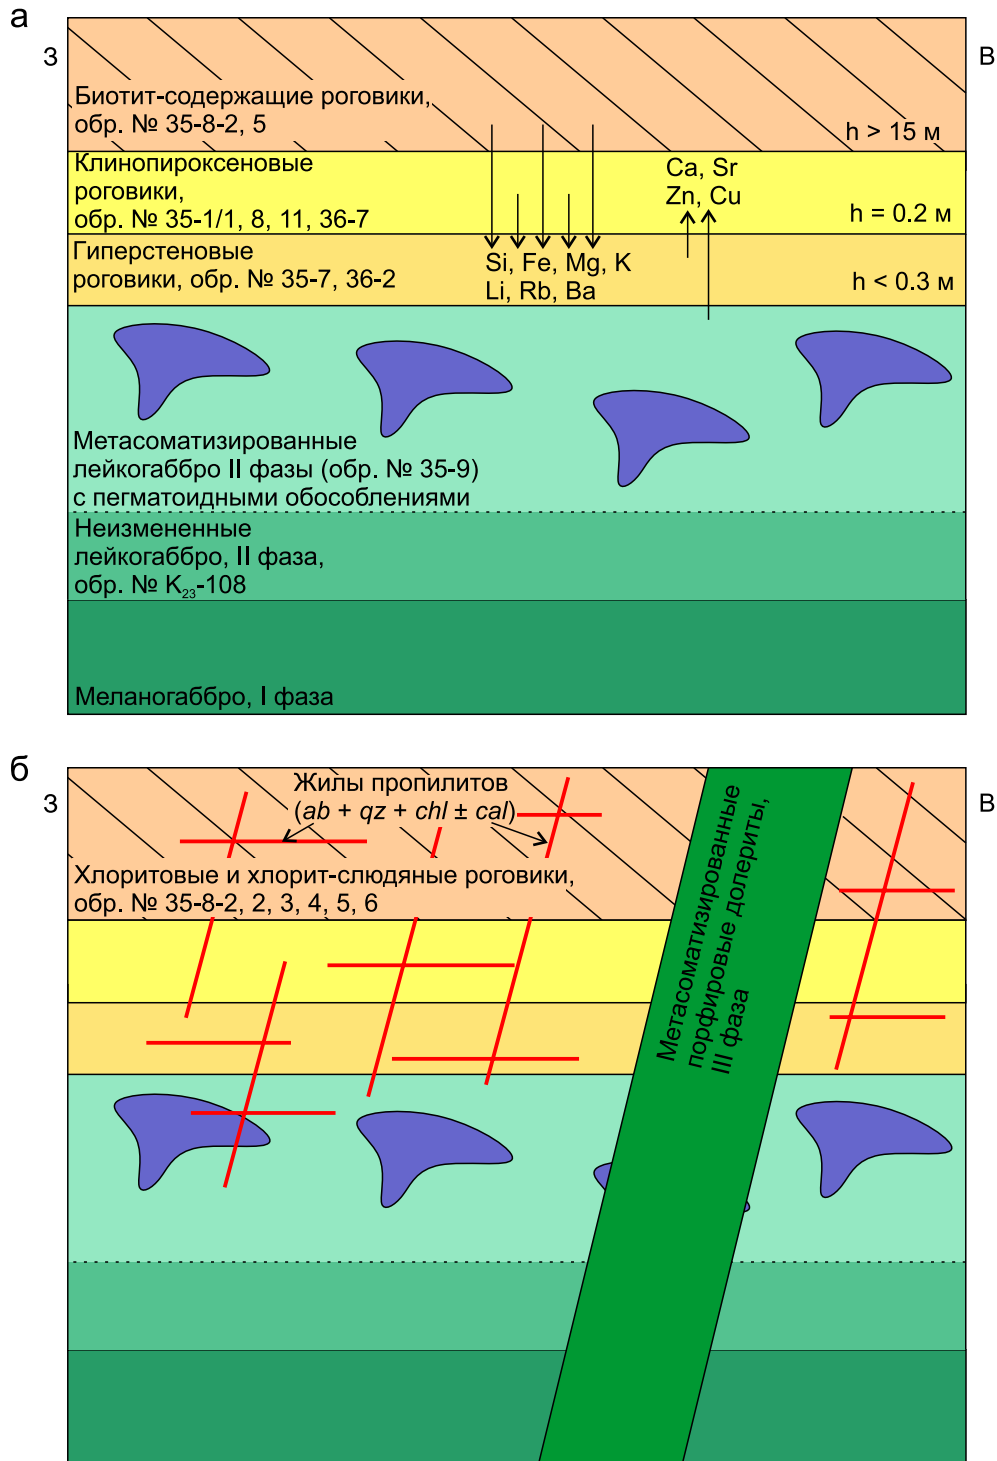 а
З
В
Биотит-содержащие роговики,
обр. № 35-8-2, 5
h > 15 м
Клинопироксеновые
роговики,
обр. № 35-1/1, 8, 11, 36-7
Ca, Sr
Zn, Cu
h = 0.2 м
Гиперстеновые
роговики, обр. № 35-7, 36-2
Si, Fe, Mg, K
Li, Rb, Ba
h < 0.3 м
Метасоматизированные
лейкогаббро II фазы (обр. № 35-9)
с пегматоидными обособлениями
Неизмененные
лейкогаббро, II фаза,
обр. № K₂₃-108
Меланогаббро, I фаза
б
З
В
Жилы пропилитов
(ab + qz + chl ± cal)
Хлоритовые и хлорит-слюдяные роговики,
обр. № 35-8-2, 2, 3, 4, 5, 6
Метасоматизированные
порфировые долериты,
III фаза